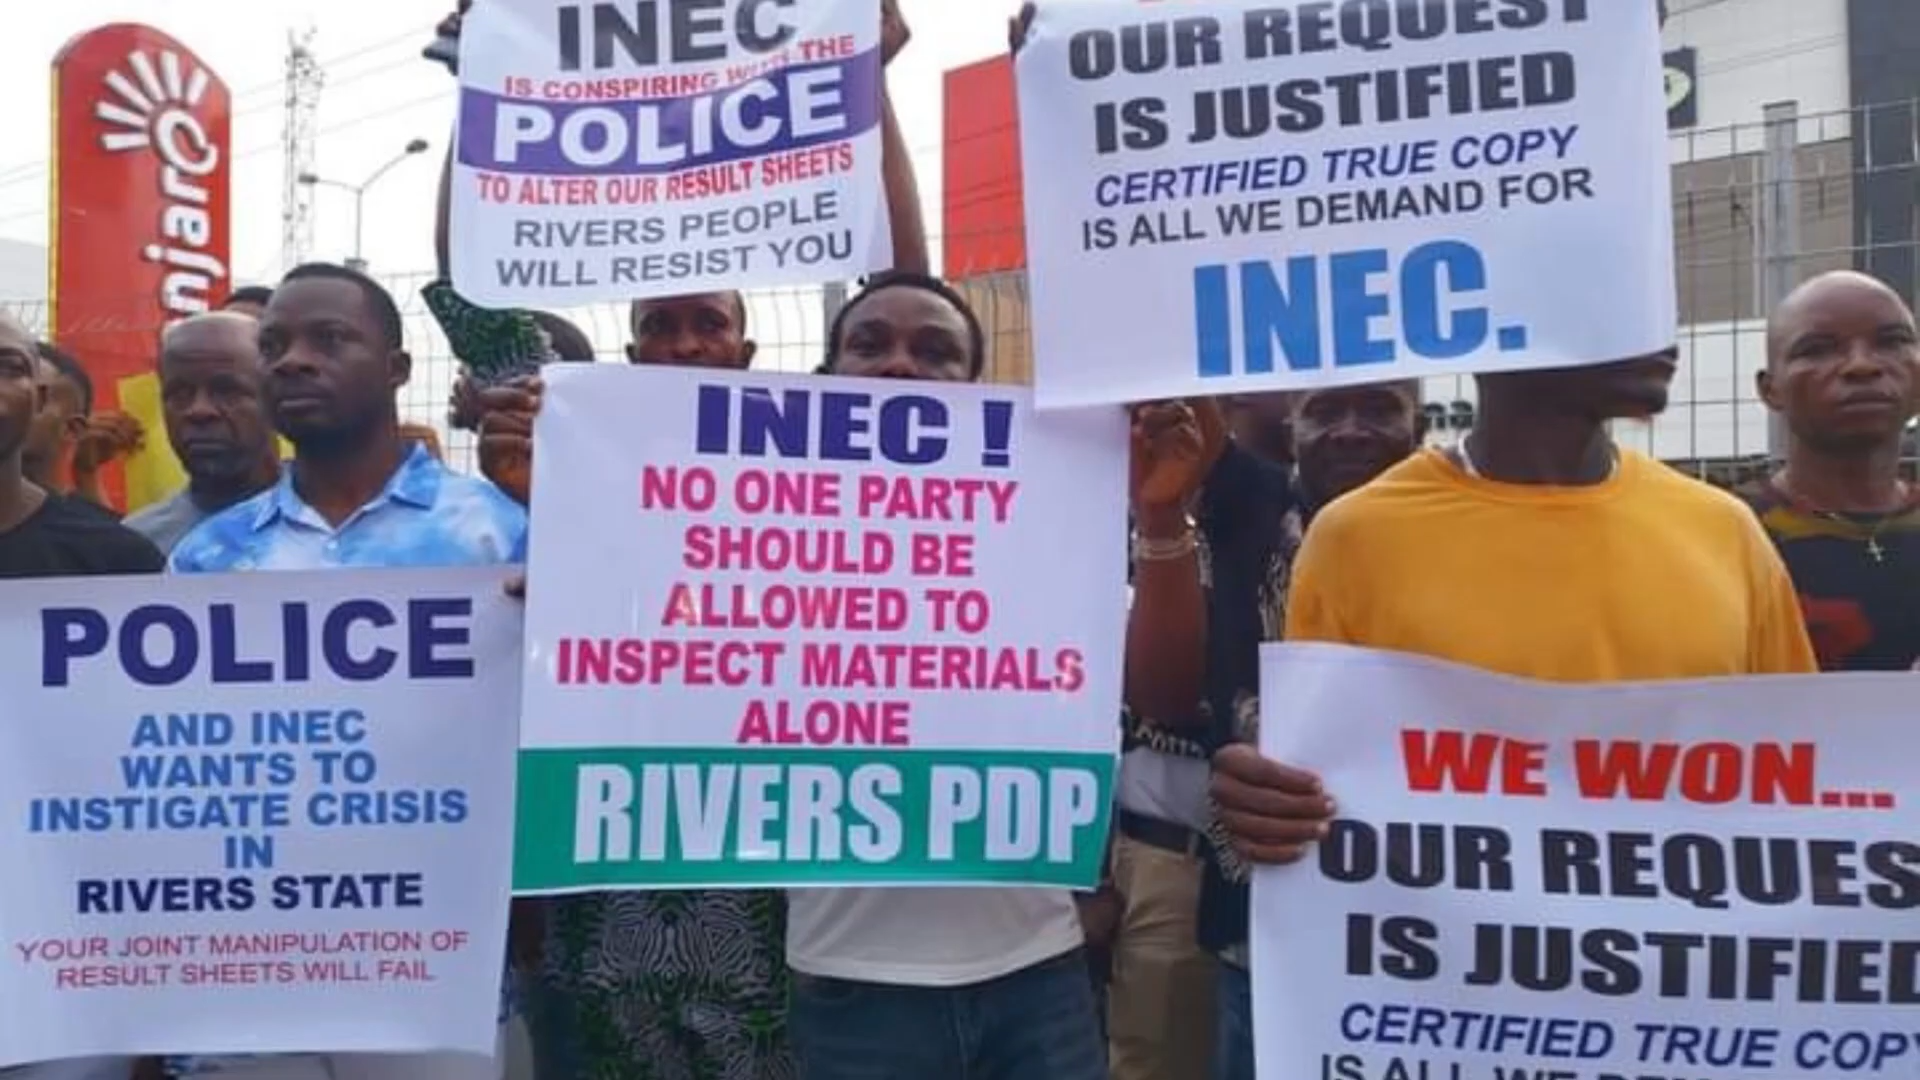 njaro
INEC
IS CONSPIRING WITH THE
POLICE
TO ALTER OUR RESULT SHEETS
RIVERS PEOPLE
WILL RESIST YOU
OUR REQUEST
IS JUSTIFIED
CERTIFIED TRUE COPY
IS ALL WE DEMAND FOR
INEC.
INEC !
NO ONE PARTY
SHOULD BE
ALLOWED TO
INSPECT MATERIALS
ALONE
RIVERS PDP
POLICE
AND INEC
WANTS TO
INSTIGATE CRISIS
IN
RIVERS STATE
YOUR JOINT MANIPULATION OF
RESULT SHEETS WILL FAIL
WE WON...
OUR REQUES
IS JUSTIFIED
CERTIFIED TRUE COPY
IS ALL WE